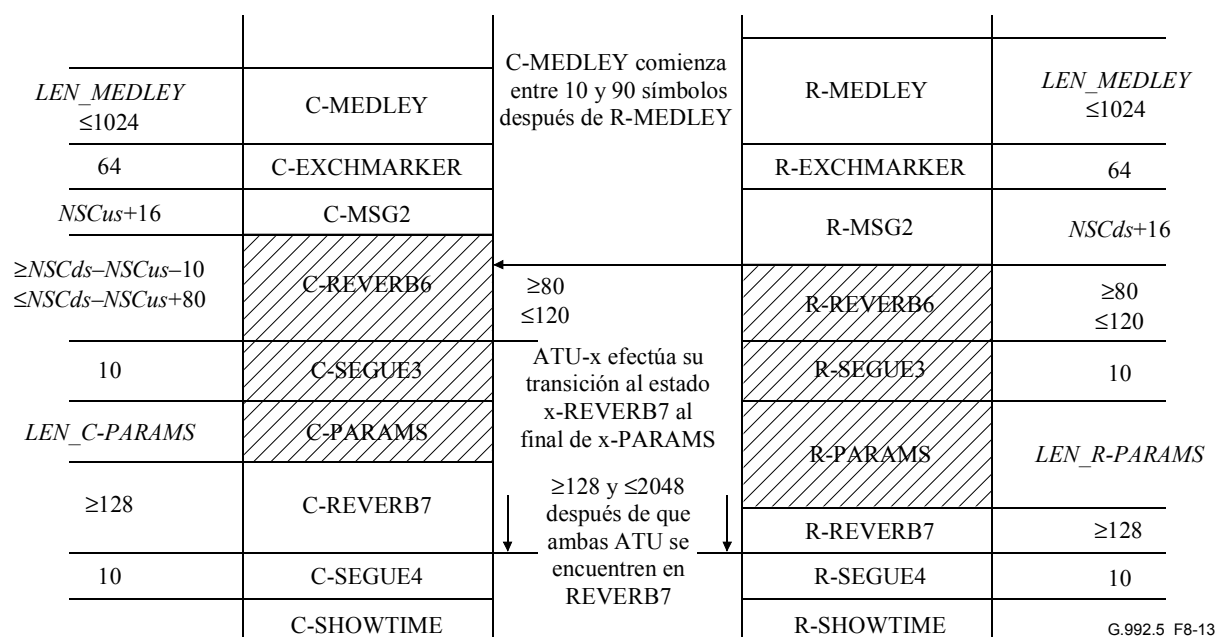 C-MEDLEY comienza
entre 10 y 90 símbolos
después de R-MEDLEY
LEN_MEDLEY
≤1024
C-MEDLEY
R-MEDLEY
LEN_MEDLEY
≤1024
64
C-EXCHMARKER
R-EXCHMARKER
64
NSCus+16
C-MSG2
R-MSG2
NSCds+16
≥NSCds–NSCus–10
≤NSCds–NSCus+80
C-REVERB6
≥80
≤120
R-REVERB6
≥80
≤120
10
C-SEGUE3
ATU-x efectúa su
transición al estado
x-REVERB7 al
final de x-PARAMS
R-SEGUE3
10
LEN_C-PARAMS
C-PARAMS
R-PARAMS
LEN_R-PARAMS
≥128
C-REVERB7
≥128 y ≤2048
después de que
ambas ATU se
encuentren en
REVERB7
R-REVERB7
≥128
10
C-SEGUE4
R-SEGUE4
10
C-SHOWTIME
R-SHOWTIME
G.992.5_F8-13